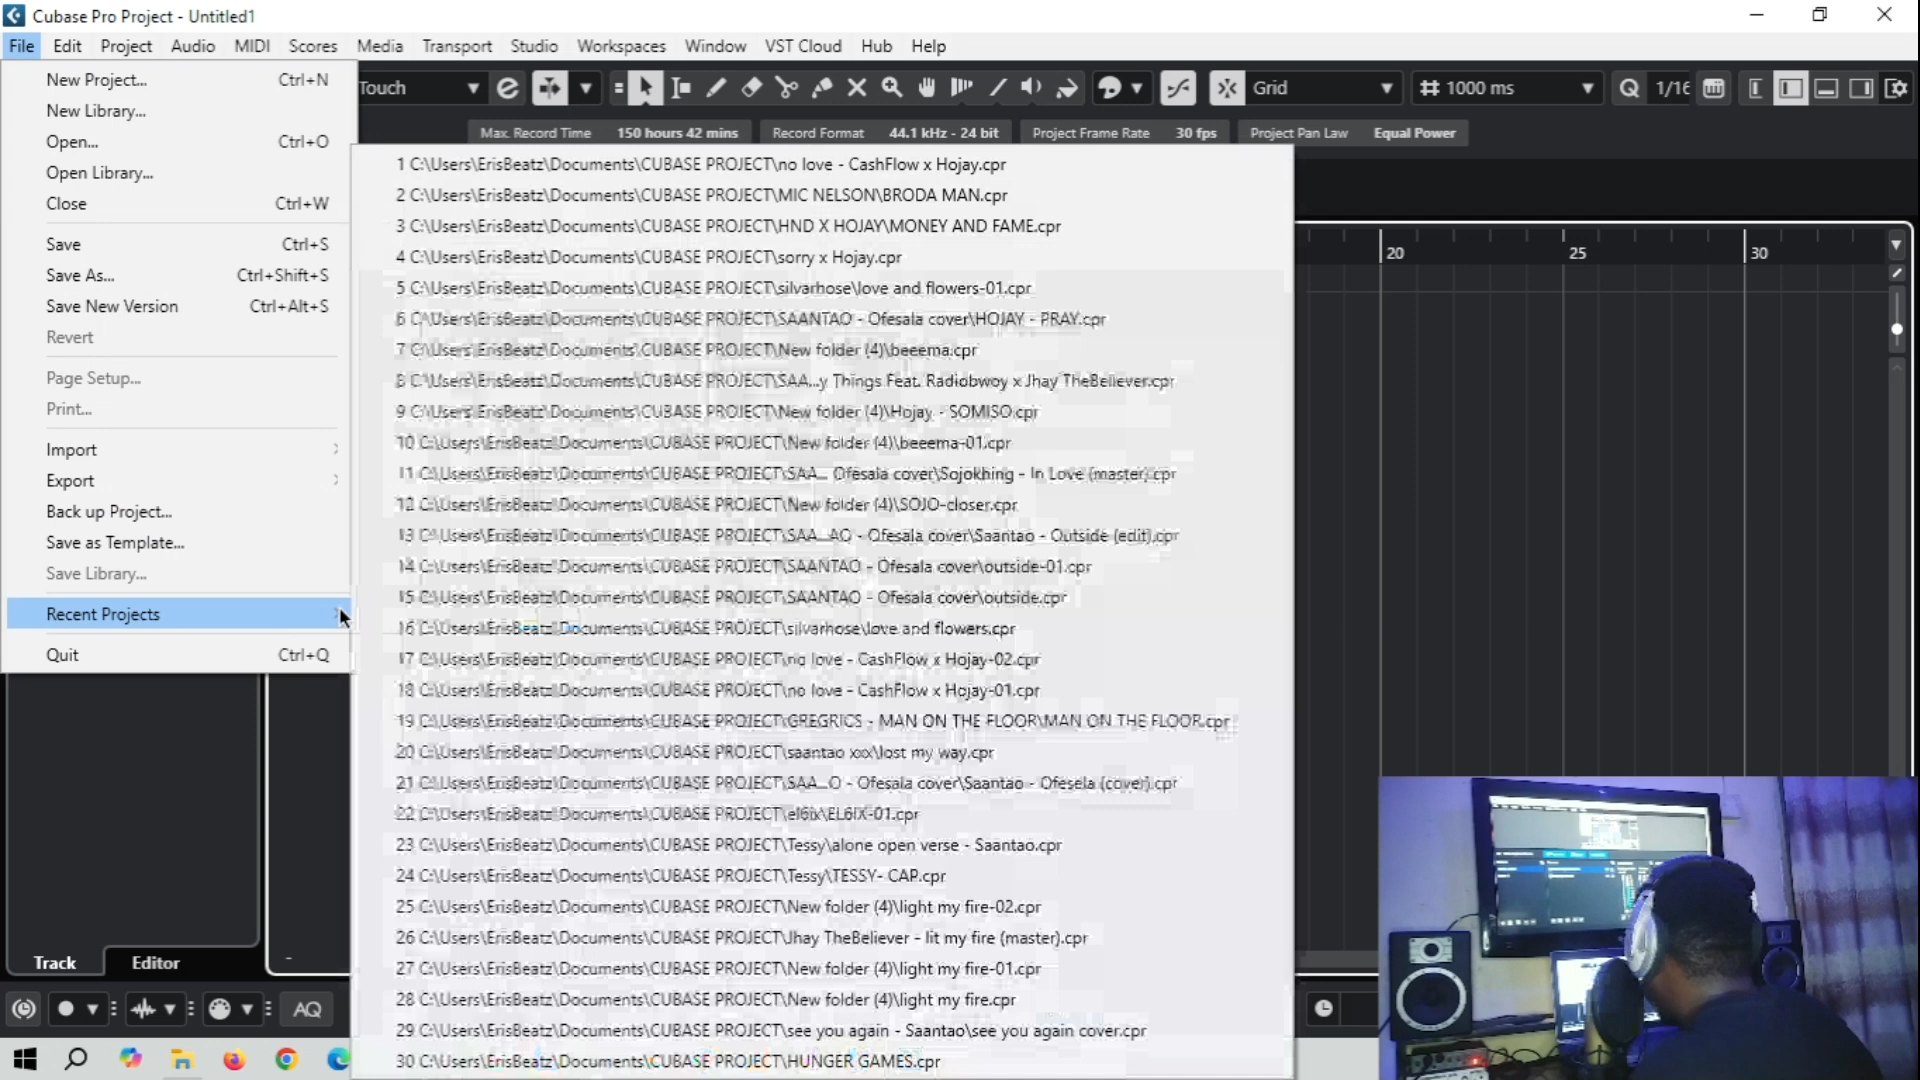 Cubase Pro Project - Untitled1
File Edit Project Audio MIDI Scores Media Transport Studio Workspaces Window VST Cloud Hub Help
New Project... Ctrl+N
New Library...
Open... Ctrl+O
Open Library...
Close Ctrl+W
Save Ctrl+S
Save As... Ctrl+Shift+S
Save New Version Ctrl+Alt+S
Revert
Page Setup...
Print...
Import
Export
Back up Project...
Save as Template...
Save Library...
Recent Projects
Quit Ctrl+Q
Touch Grid 1000 ms Q 1/16
Max. Record Time 150 hours 42 mins Record Format 44.1 kHz - 24 bit Project Frame Rate 30 fps Project Pan Law Equal Power
20 25 30
1 C:\Users\ErisBeatz\Documents\CUBASE PROJECT\no love - CashFlow x Hojay.cpr
2 C:\Users\ErisBeatz\Documents\CUBASE PROJECT\MIC NELSON\BRODA MAN.cpr
3 C:\Users\ErisBeatz\Documents\CUBASE PROJECT\HND X HOJAY\MONEY AND FAME.cpr
4 C:\Users\ErisBeatz\Documents\CUBASE PROJECT\sorry x Hojay.cpr
5 C:\Users\ErisBeatz\Documents\CUBASE PROJECT\silvarhose\love and flowers-01.cpr
6 C:\Users\ErisBeatz\Documents\CUBASE PROJECT\SAANTAO - Ofesala cover\HOJAY - PRAY.cpr
7 C:\Users\ErisBeatz\Documents\CUBASE PROJECT\New folder (4)\beeema.cpr
8 C:\Users\ErisBeatz\Documents\CUBASE PROJECT\SAA...y Things Feat. Radiobwoy x Jhay TheBeliever.cpr
9 C:\Users\ErisBeatz\Documents\CUBASE PROJECT\New folder (4)\Hojay - SOMISO.cpr
10 C:\Users\ErisBeatz\Documents\CUBASE PROJECT\New folder (4)\beeema-01.cpr
11 C:\Users\ErisBeatz\Documents\CUBASE PROJECT\SAA... Ofesala cover\Sojokhing - In Love (master).cpr
12 C:\Users\ErisBeatz\Documents\CUBASE PROJECT\New folder (4)\SOJO-closer.cpr
13 C:\Users\ErisBeatz\Documents\CUBASE PROJECT\SAA...AO - Ofesala cover\Saantao - Outside (edit).cpr
14 C:\Users\ErisBeatz\Documents\CUBASE PROJECT\SAANTAO - Ofesala cover\outside-01.cpr
15 C:\Users\ErisBeatz\Documents\CUBASE PROJECT\SAANTAO - Ofesala cover\outside.cpr
16 C:\Users\ErisBeatz\Documents\CUBASE PROJECT\silvarhose\love and flowers.cpr
17 C:\Users\ErisBeatz\Documents\CUBASE PROJECT\no love - CashFlow x Hojay-02.cpr
18 C:\Users\ErisBeatz\Documents\CUBASE PROJECT\no love - CashFlow x Hojay-01.cpr
19 C:\Users\ErisBeatz\Documents\CUBASE PROJECT\GREGRICS - MAN ON THE FLOOR\MAN ON THE FLOOR.cpr
20 C:\Users\ErisBeatz\Documents\CUBASE PROJECT\saantao xxx\lost my way.cpr
21 C:\Users\ErisBeatz\Documents\CUBASE PROJECT\SAA...O - Ofesala cover\Saantao - Ofesela (cover).cpr
22 C:\Users\ErisBeatz\Documents\CUBASE PROJECT\el6ix\EL6IX-01.cpr
23 C:\Users\ErisBeatz\Documents\CUBASE PROJECT\Tessy\alone open verse - Saantao.cpr
24 C:\Users\ErisBeatz\Documents\CUBASE PROJECT\Tessy\TESSY- CAP.cpr
25 C:\Users\ErisBeatz\Documents\CUBASE PROJECT\New folder (4)\light my fire-02.cpr
26 C:\Users\ErisBeatz\Documents\CUBASE PROJECT\Jhay TheBeliever - lit my fire (master).cpr
27 C:\Users\ErisBeatz\Documents\CUBASE PROJECT\New folder (4)\light my fire-01.cpr
28 C:\Users\ErisBeatz\Documents\CUBASE PROJECT\New folder (4)\light my fire.cpr
29 C:\Users\ErisBeatz\Documents\CUBASE PROJECT\see you again - Saantao\see you again cover.cpr
30 C:\Users\ErisBeatz\Documents\CUBASE PROJECT\HUNGER GAMES.cpr
Track Editor
AQ